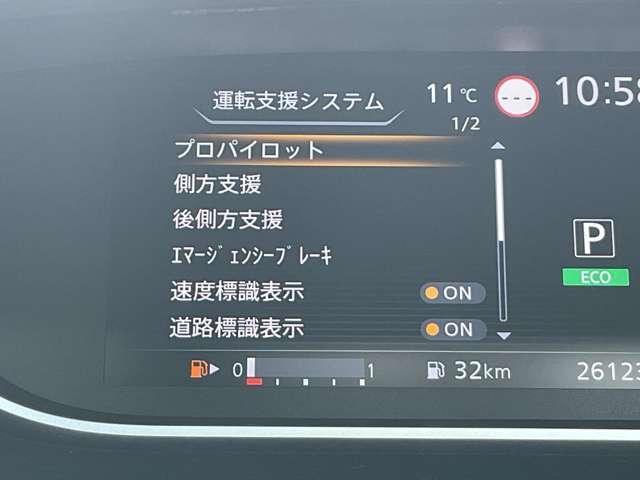 運転支援システム
11℃
---
10:58
1/2
プロパイロット
側方支援
後側方支援
ｴﾏｰｼﾞｪﾝｼｰﾌﾞﾚｰｷ
P
ECO
速度標識表示 ON
道路標識表示 ON
0 1
32km
26123